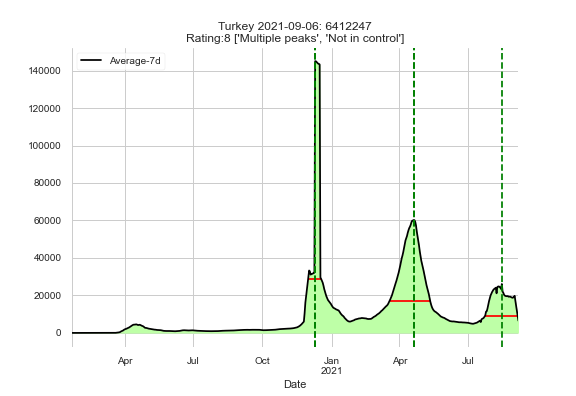 Turkey 2021-09-06: 6412247
Rating:8 ['Multiple peaks', 'Not in control']
Average-7d
140000
120000
100000
80000
60000
40000
20000
0
Apr
Jul
Oct
Jan
2021
Apr
Jul
Date